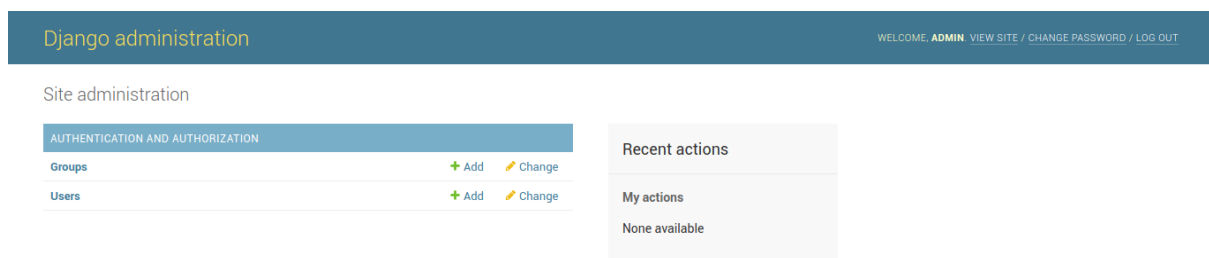 Django administration
WELCOME, ADMIN. VIEW SITE / CHANGE PASSWORD / LOG OUT
Site administration
AUTHENTICATION AND AUTHORIZATION
Groups + Add Change
Users + Add Change
Recent actions
My actions
None available